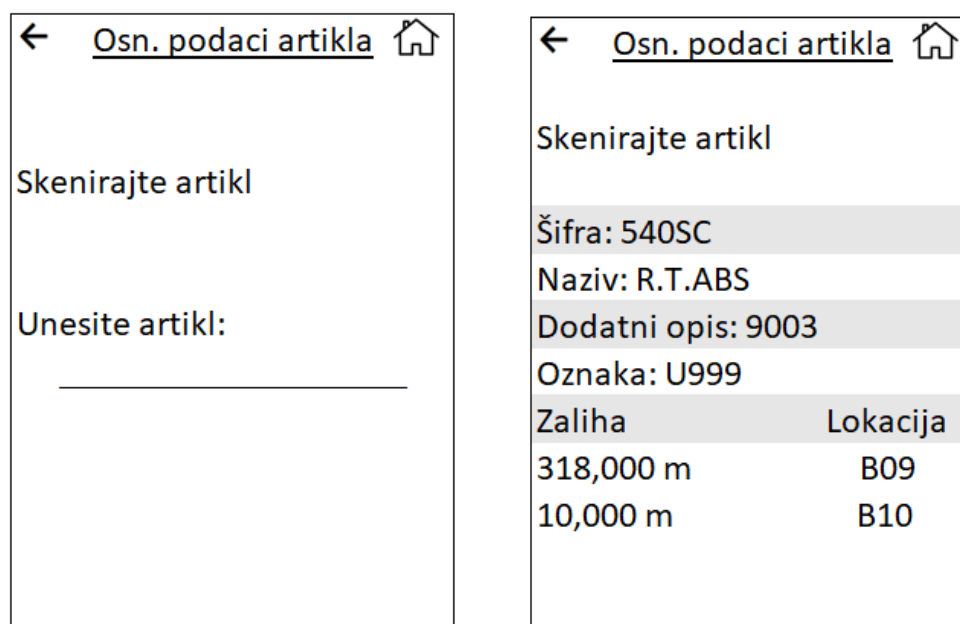 Osn. podaci artikla
Skenirajte artikl
Unesite artikl:
Osn. podaci artikla
Skenirajte artikl
Šifra: 540SC
Naziv: R.T.ABS
Dodatni opis: 9003
Oznaka: U999
Zaliha Lokacija
318,000 m B09
10,000 m B10